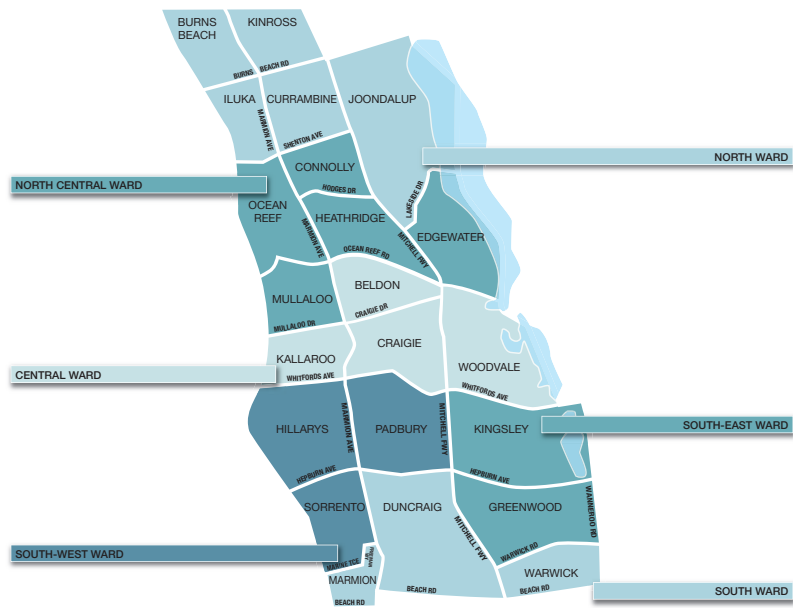 BURNS
BEACH
KINROSS
BURNS BEACH RD
ILUKA
CURRAMBINE
JOONDALUP
MARMION AVE
SHENTON AVE
NORTH WARD
CONNOLLY
NORTH CENTRAL WARD
HODGES DR
LAKESIDE DR
OCEAN
REEF
HEATHRIDGE
MARMION AVE
EDGEWATER
MITCHELL FWY
OCEAN REEF RD
BELDON
MULLALOO
CRAIGIE DR
MULLALOO DR
CRAIGIE
KALLAROO
WOODVALE
CENTRAL WARD
WHITFORDS AVE
WHITFORDS AVE
HILLARYS
MARMION AVE
PADBURY
MITCHELL FWY
KINGSLEY
SOUTH-EAST WARD
HEPBURN AVE
HEPBURN AVE
SORRENTO
DUNCRAIG
GREENWOOD
WANNEROO RD
MITCHELL FWY
SOUTH-WEST WARD
WARWICK RD
MARINE TCE
MARMION
WARWICK
BEACH RD
BEACH RD
BEACH RD
SOUTH WARD